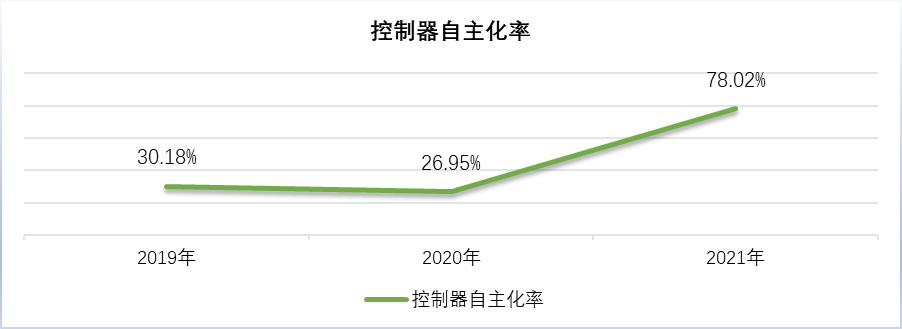 控制器自主化率
78.02%
30.18%
26.95%
2019年
2020年
2021年
控制器自主化率